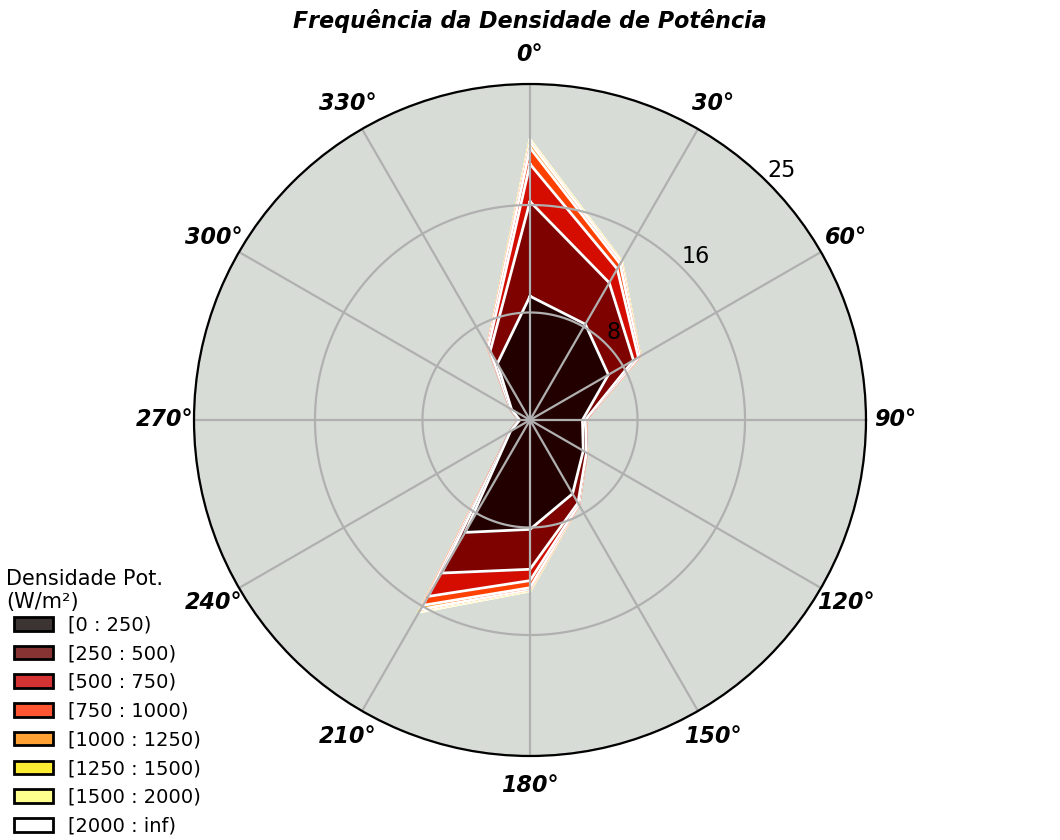 Frequência da Densidade de Potência
0°
330°
30°
25
300°
60°
16
8
270°
90°
240°
120°
210°
150°
180°
Densidade Pot.
(W/m²)
[0 : 250)
[250 : 500)
[500 : 750)
[750 : 1000)
[1000 : 1250)
[1250 : 1500)
[1500 : 2000)
[2000 : inf)